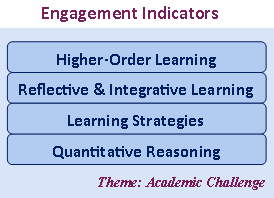 Engagement Indicators
Higher-Order Learning
Reflective & Integrative Learning
Learning Strategies
Quantitative Reasoning
Theme: Academic Challenge